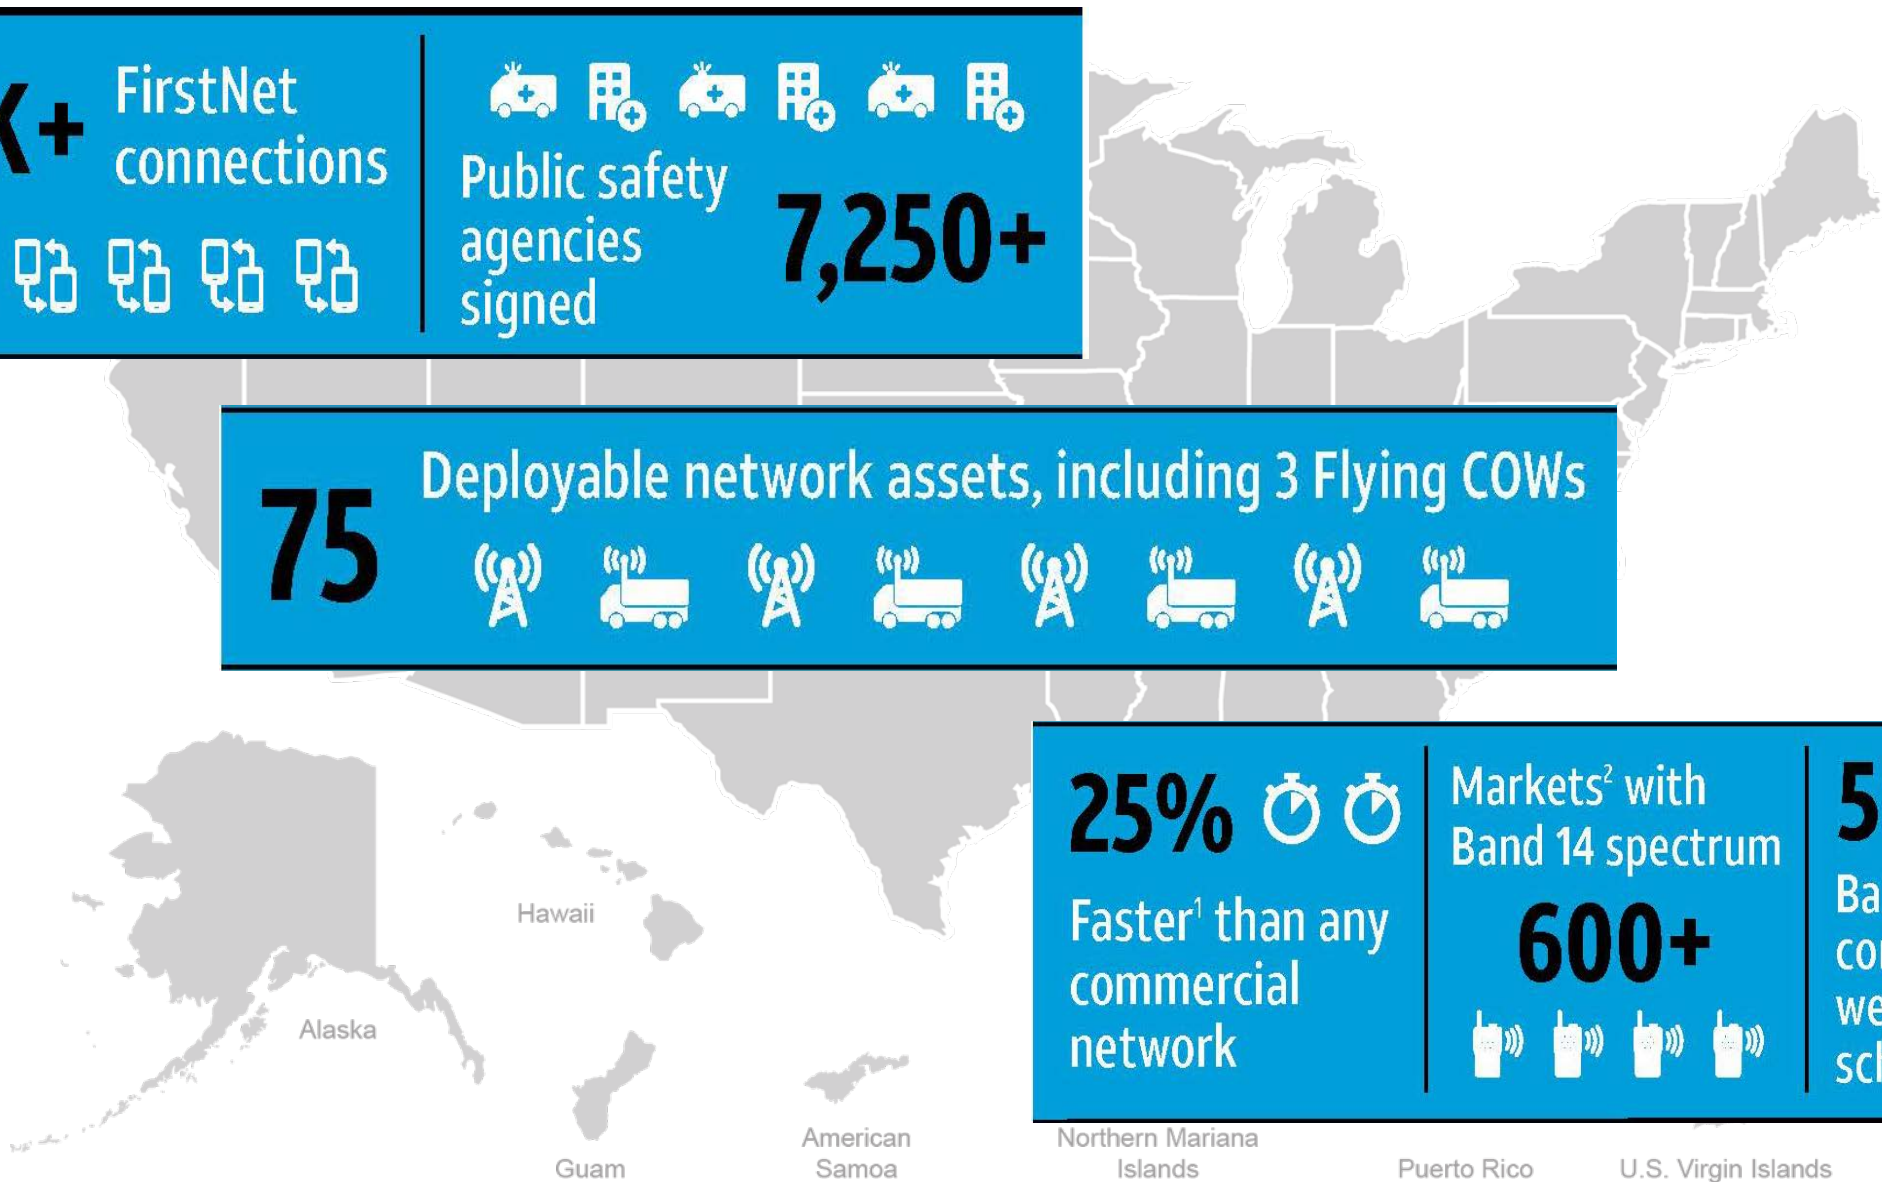 K+
FirstNet
connections
Public safety
agencies
signed
7,250+
75
Deployable network assets, including 3 Flying COWs
25%
Faster¹ than any
commercial
network
Markets² with
Band 14 spectrum
600+
5
Hawaii
Alaska
Guam
American
Samoa
Northern Mariana
Islands
Puerto Rico
U.S. Virgin Islands